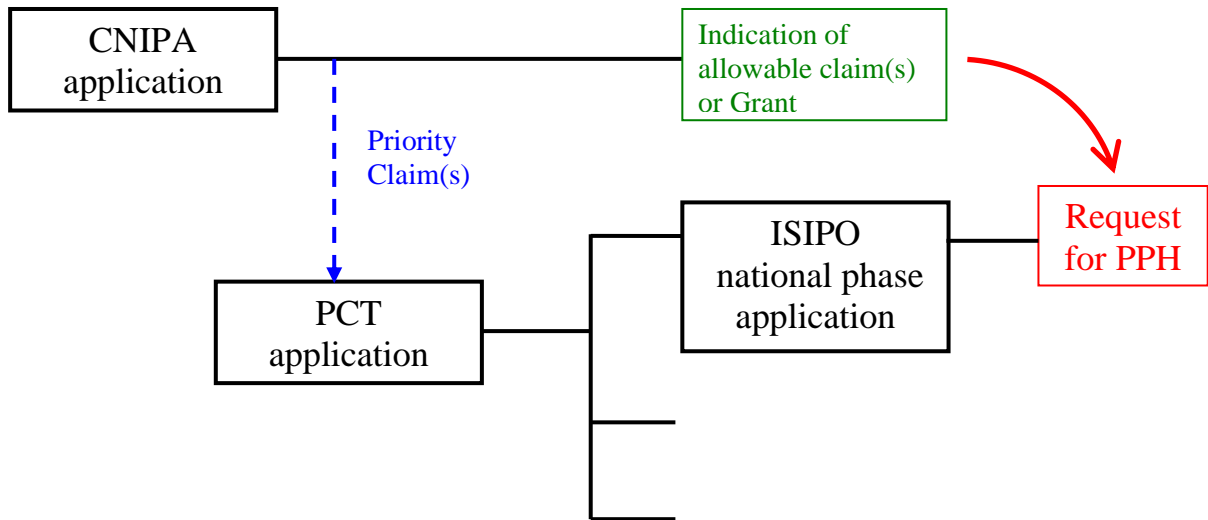 CNIPA
application
Indication of
allowable claim(s)
or Grant
Priority
Claim(s)
Request
for PPH
ISIPO
national phase
application
PCT
application